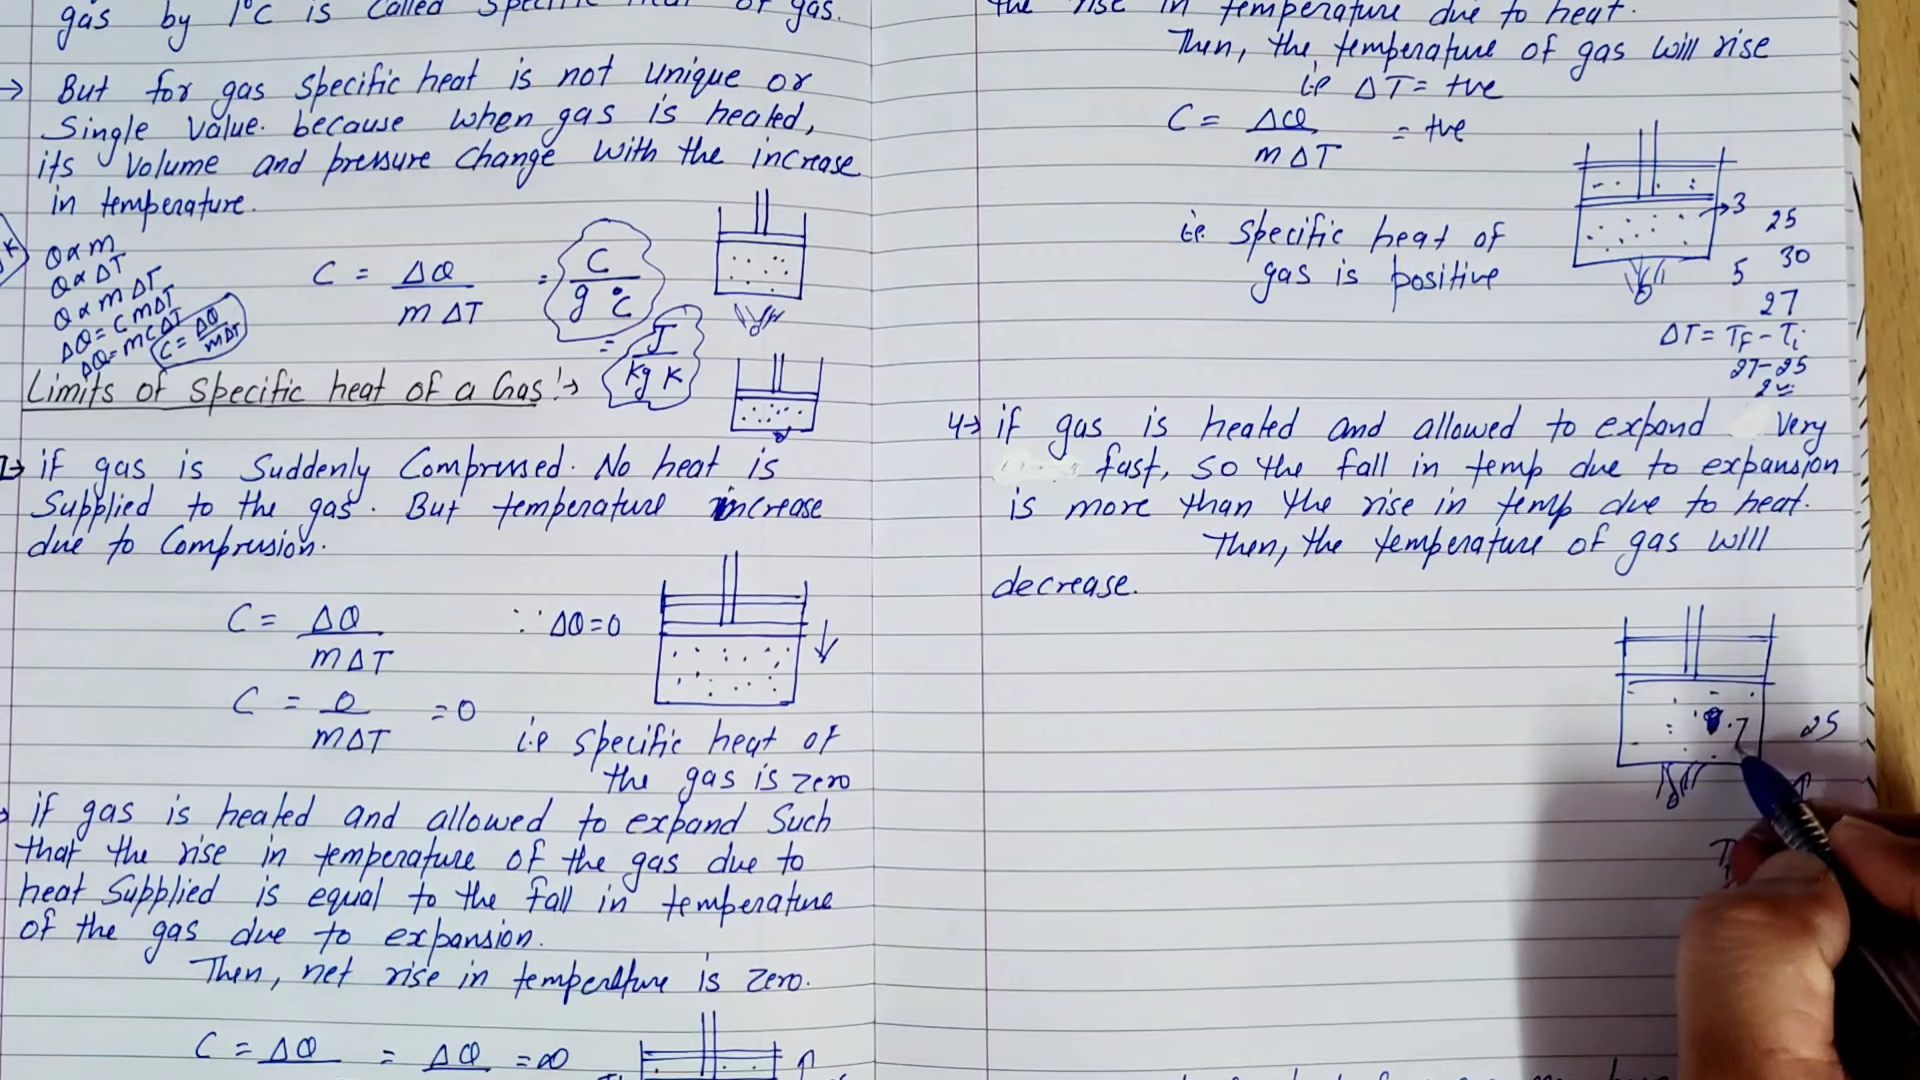 gas by 1°C is called specific heat of gas.
→ But for gas specific heat is not unique or
single value. because when gas is heated,
its volume and pressure change with the increase
in temperature.
Q ∝ m
Q ∝ ΔT
Q ∝ m ΔT
ΔQ = C m ΔT
ΔQ = m C ΔT
C = ΔQ / mΔT
C = ΔQ / m ΔT = C / g °C
= J / kg K
Limits of specific heat of a Gas :→
1→ if gas is Suddenly Compressed. No heat is
Supplied to the gas. But temperature increase
due to Compression.
C = ΔQ / m ΔT ∵ ΔQ = 0
C = 0 / m ΔT = 0
i.e specific heat of
the gas is zero
if gas is heated and allowed to expand Such
that the rise in temperature of the gas due to
heat Supplied is equal to the fall in temperature
of the gas due to expansion.
Then, net rise in temperature is zero.
C = ΔQ = ΔQ = ∞
the rise in temperature due to heat.
Then, the temperature of gas will rise
i.e ΔT = +ve
C = ΔQ / m ΔT = +ve
i.e. specific heat of
gas is positive
3
25
30
5
27
ΔT = Tf - Ti
27-25
2
4→ if gas is heated and allowed to expand very
fast, so the fall in temp due to expansion
is more than the rise in temp due to heat.
Then, the temperature of gas will
decrease.
7
25